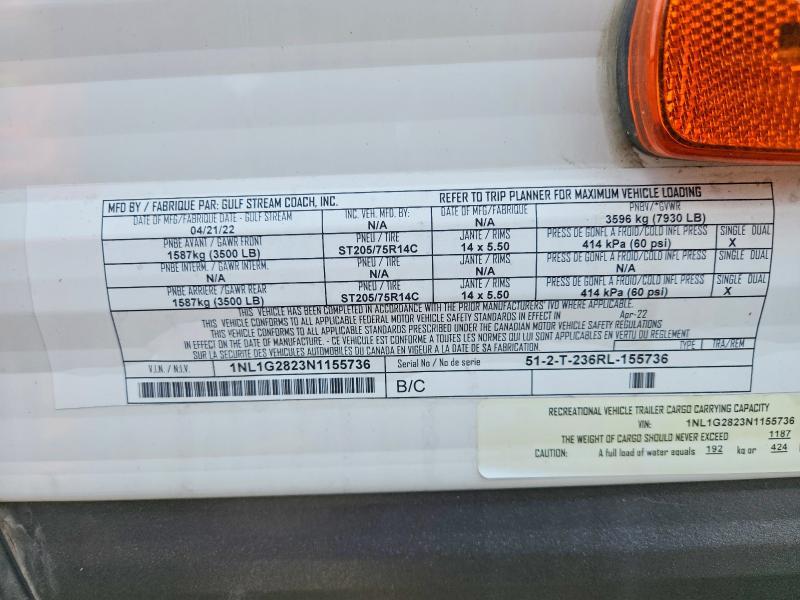 MFD BY / FABRIQUE PAR: GULF STREAM COACH, INC. REFER TO TRIP PLANNER FOR MAXIMUM VEHICLE LOADING
DATE OF MFG/FABRIQUE DATE - GULF STREAM INC. VEH. MFG. BY: DATE OF MFG/FABRIQUE PNBV/*GVWR
04/21/22 N/A N/A 3596 kg (7930 LB)
PNBE AVANT / GAWR FRONT PNEU / TIRE JANTE / RIMS PRESS DE GONFL A FROID/COLD INFL PRESS SINGLE DUAL
1587kg (3500 LB) ST205/75R14C 14 x 5.50 414 kPa (60 psi) X
PNBE INTERM. / GAWR INTERM. PNEU / TIRE JANTE / RIMS PRESS DE GONFL A FROID/COLD INFL PRESS SINGLE DUAL
N/A N/A N/A N/A
PNBE ARRIERE /GAWR REAR PNEU / TIRE JANTE / RIMS PRESS DE GONFL A FROID/COLD INFL PRESS SINGLE DUAL
1587kg (3500 LB) ST205/75R14C 14 x 5.50 414 kPa (60 psi) X
THIS VEHICLE HAS BEEN COMPLETED IN ACCORDANCE WITH THE PRIOR MANUFACTURERS' IVD WHERE APPLICABLE.
THIS VEHICLE CONFORMS TO ALL APPLICABLE FEDERAL MOTOR VEHICLE SAFETY STANDARDS IN EFFECT IN Apr-22
THIS VEHICLE CONFORMS TO ALL APPLICABLE STANDARDS PRESCRIBED UNDER THE CANADIAN MOTOR VEHICLE SAFETY REGULATIONS
IN EFFECT ON THE DATE OF MANUFACTURE. - CE VEHICULE EST CONFORME A TOUTES LES NORMES QUI LUI SONT APPLICABLES EN VERTU DU REGLEMENT
SUR LA SECURITE DES VEHICULES AUTOMOBILES DU CANADA EN VIGEUR A LA DATE DE SA FABRICATION. TYPE: TRA/REM
V.I.N. / N.I.V. 1NL1G2823N1155736 Serial No / No de serie 51-2-T-236RL-155736
B/C
RECREATIONAL VEHICLE TRAILER CARGO CARRYING CAPACITY
VIN: 1NL1G2823N1155736
THE WEIGHT OF CARGO SHOULD NEVER EXCEED 1187
CAUTION: A full load of water equals 192 kg or 424